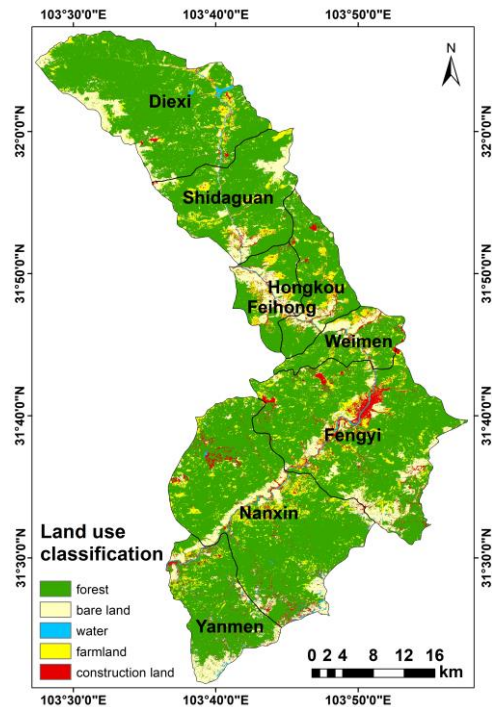 103°30'0"E 103°40'0"E 103°50'0"E
N
32°0'0"N
31°50'0"N
31°40'0"N
31°30'0"N
32°0'0"N
31°50'0"N
31°40'0"N
31°30'0"N
Diexi
Shidaguan
Hongkou
Feihong
Weimen
Fengyi
Nanxin
Yanmen
Land use
classification
forest
bare land
water
farmland
construction land
0 2 4 8 12 16
km
103°30'0"E 103°40'0"E 103°50'0"E